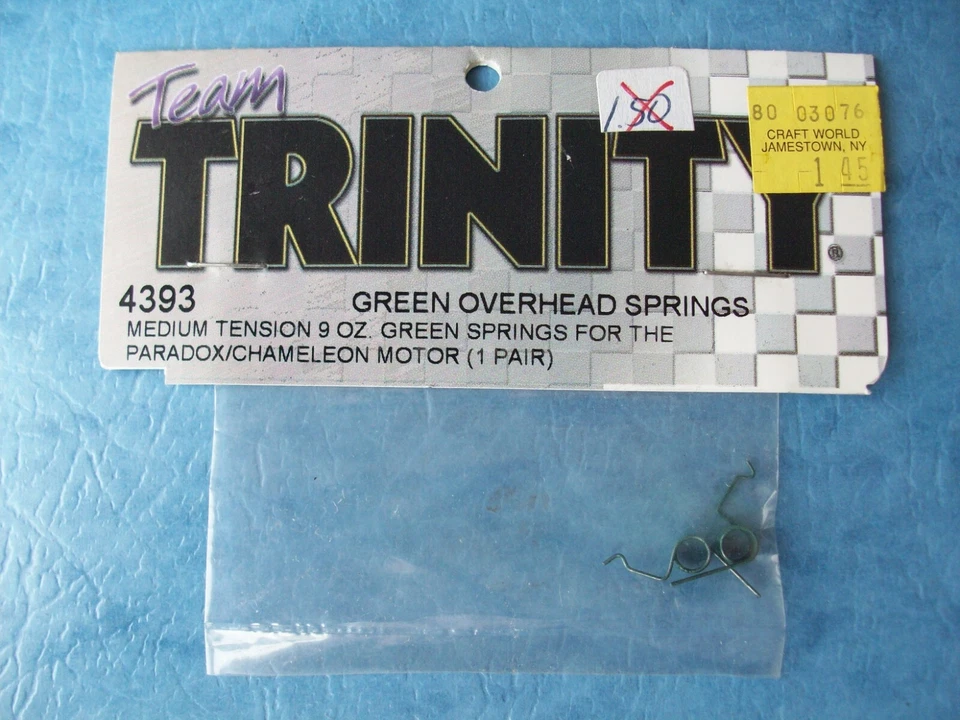 Team
TRINITY®
1.50
80 03076
CRAFT WORLD
JAMESTOWN, NY
1 45
4393 GREEN OVERHEAD SPRINGS
MEDIUM TENSION 9 OZ. GREEN SPRINGS FOR THE
PARADOX/CHAMELEON MOTOR (1 PAIR)